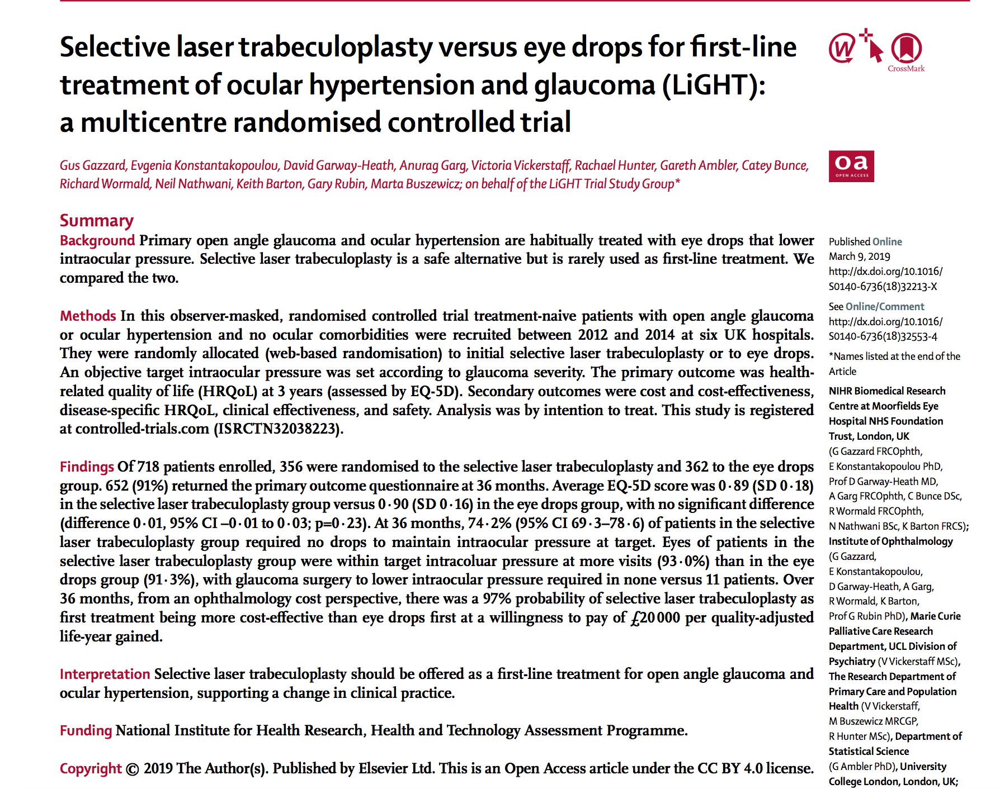 Selective laser trabeculoplasty versus eye drops for first-line
treatment of ocular hypertension and glaucoma (LiGHT):
a multicentre randomised controlled trial
W
CrossMark
Gus Gazzard, Evgenia Konstantakopoulou, David Garway-Heath, Anurag Garg, Victoria Vickerstaff, Rachael Hunter, Gareth Ambler, Catey Bunce,
Richard Wormald, Neil Nathwani, Keith Barton, Gary Rubin, Marta Buszewicz; on behalf of the LiGHT Trial Study Group*
oa
OPEN ACCESS
Summary
Background Primary open angle glaucoma and ocular hypertension are habitually treated with eye drops that lower
intraocular pressure. Selective laser trabeculoplasty is a safe alternative but is rarely used as first-line treatment. We
compared the two.
Methods In this observer-masked, randomised controlled trial treatment-naive patients with open angle glaucoma
or ocular hypertension and no ocular comorbidities were recruited between 2012 and 2014 at six UK hospitals.
They were randomly allocated (web-based randomisation) to initial selective laser trabeculoplasty or to eye drops.
An objective target intraocular pressure was set according to glaucoma severity. The primary outcome was health-
related quality of life (HRQoL) at 3 years (assessed by EQ-5D). Secondary outcomes were cost and cost-effectiveness,
disease-specific HRQoL, clinical effectiveness, and safety. Analysis was by intention to treat. This study is registered
at controlled-trials.com (ISRCTN32038223).
Findings Of 718 patients enrolled, 356 were randomised to the selective laser trabeculoplasty and 362 to the eye drops
group. 652 (91%) returned the primary outcome questionnaire at 36 months. Average EQ-5D score was 0·89 (SD 0·18)
in the selective laser trabeculoplasty group versus 0·90 (SD 0·16) in the eye drops group, with no significant difference
(difference 0·01, 95% CI –0·01 to 0·03; p=0·23). At 36 months, 74·2% (95% CI 69·3–78·6) of patients in the selective
laser trabeculoplasty group required no drops to maintain intraocular pressure at target. Eyes of patients in the
selective laser trabeculoplasty group were within target intracoluar pressure at more visits (93·0%) than in the eye
drops group (91·3%), with glaucoma surgery to lower intraocular pressure required in none versus 11 patients. Over
36 months, from an ophthalmology cost perspective, there was a 97% probability of selective laser trabeculoplasty as
first treatment being more cost-effective than eye drops first at a willingness to pay of £20 000 per quality-adjusted
life-year gained.
Interpretation Selective laser trabeculoplasty should be offered as a first-line treatment for open angle glaucoma and
ocular hypertension, supporting a change in clinical practice.
Funding National Institute for Health Research, Health and Technology Assessment Programme.
Copyright © 2019 The Author(s). Published by Elsevier Ltd. This is an Open Access article under the CC BY 4.0 license.
Published Online
March 9, 2019
http://dx.doi.org/10.1016/
S0140-6736(18)32213-X
See Online/Comment
http://dx.doi.org/10.1016/
S0140-6736(18)32553-4
*Names listed at the end of the
Article
NIHR Biomedical Research
Centre at Moorfields Eye
Hospital NHS Foundation
Trust, London, UK
(G Gazzard FRCOphth,
E Konstantakopoulou PhD,
Prof D Garway-Heath MD,
A Garg FRCOphth, C Bunce DSc,
R Wormald FRCOphth,
N Nathwani BSc, K Barton FRCS);
Institute of Ophthalmology
(G Gazzard,
E Konstantakopoulou,
D Garway-Heath, A Garg,
R Wormald, K Barton,
Prof G Rubin PhD), Marie Curie
Palliative Care Research
Department, UCL Division of
Psychiatry (V Vickerstaff MSc),
The Research Department of
Primary Care and Population
Health (V Vickerstaff,
M Buszewicz MRCGP,
R Hunter MSc), Department of
Statistical Science
(G Ambler PhD), University
College London, London, UK;